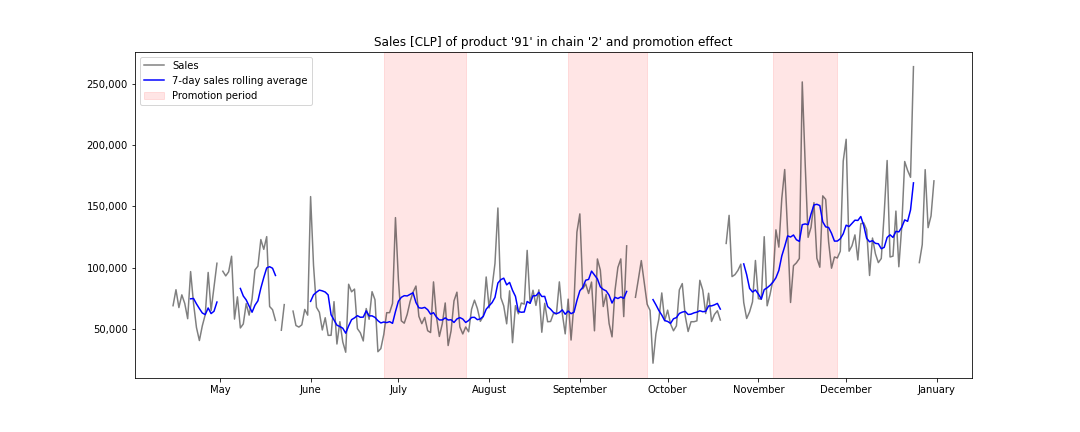 Sales [CLP] of product '91' in chain '2' and promotion effect
Sales
7-day sales rolling average
Promotion period
250,000
200,000
150,000
100,000
50,000
May June July August September October November December January